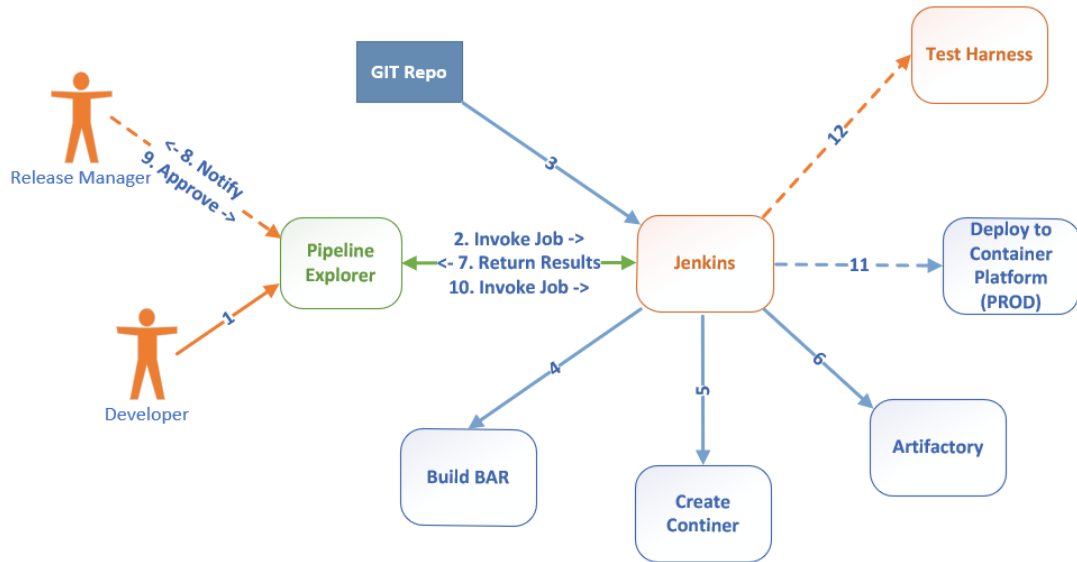 GIT Repo
Test Harness
12
3
<- 8. Notify
9. Approve ->
Release Manager
Pipeline
Explorer
2. Invoke Job ->
<- 7. Return Results
10. Invoke Job ->
Jenkins
11
Deploy to
Container
Platform
(PROD)
1
Developer
4
5
6
Build BAR
Create
Continer
Artifactory